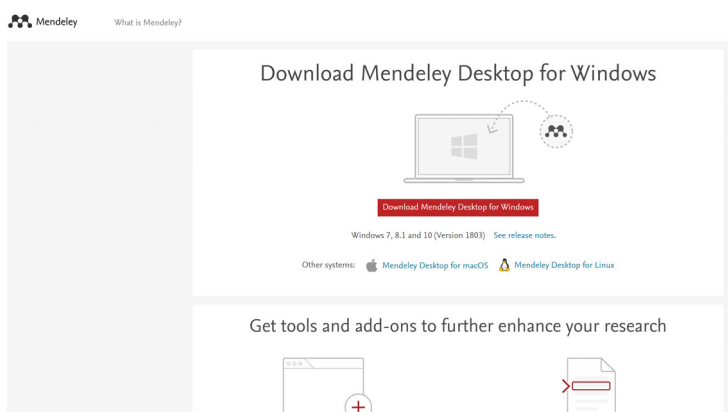 Mendeley
What is Mendeley?
Download Mendeley Desktop for Windows
Download Mendeley Desktop for Windows
Windows 7, 8.1 and 10 (Version 1803) See release notes.
Other systems: Mendeley Desktop for macOS Mendeley Desktop for Linux
Get tools and add-ons to further enhance your research